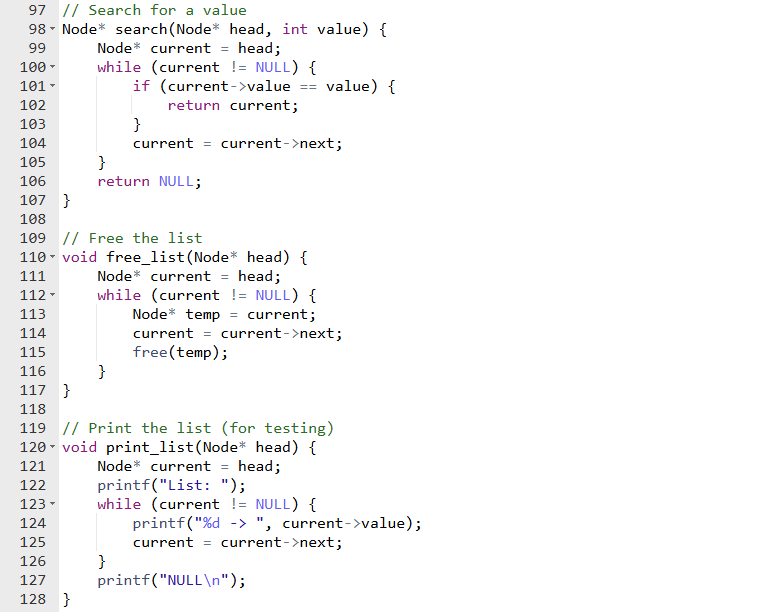 97 // Search for a value
98 Node* search(Node* head, int value) {
99     Node* current = head;
100     while (current != NULL) {
101         if (current->value == value) {
102             return current;
103         }
104         current = current->next;
105     }
106     return NULL;
107 }
108
109 // Free the list
110 void free_list(Node* head) {
111     Node* current = head;
112     while (current != NULL) {
113         Node* temp = current;
114         current = current->next;
115         free(temp);
116     }
117 }
118
119 // Print the list (for testing)
120 void print_list(Node* head) {
121     Node* current = head;
122     printf("List: ");
123     while (current != NULL) {
124         printf("%d -> ", current->value);
125         current = current->next;
126     }
127     printf("NULL\n");
128 }